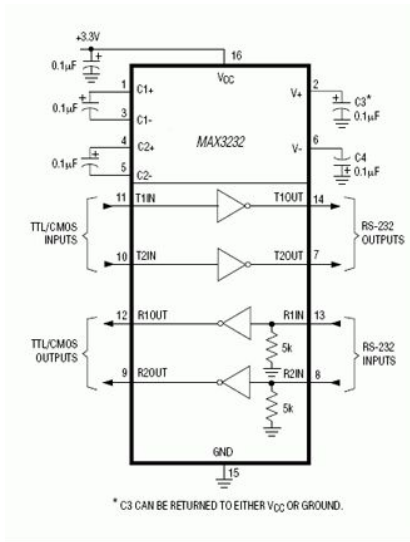 +3.3V
16
0.1µF
VCC
1 C1+
V+ 2
0.1µF
C3*
0.1µF
3 C1-
4 C2+
MAX3232
V- 6
0.1µF
C4
0.1µF
5 C2-
11 T1IN
T1OUT 14
TTL/CMOS
INPUTS
RS-232
OUTPUTS
10 T2IN
T2OUT 7
12 R1OUT
R1IN 13
5k
TTL/CMOS
OUTPUTS
RS-232
INPUTS
9 R2OUT
R2IN 8
5k
GND
15
* C3 CAN BE RETURNED TO EITHER VCC OR GROUND.